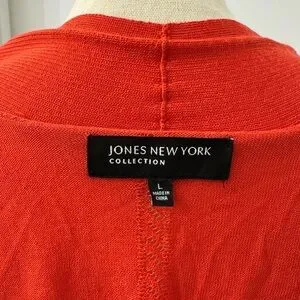 JONES NEW YORK
COLLECTION
L
MADE IN
CHINA